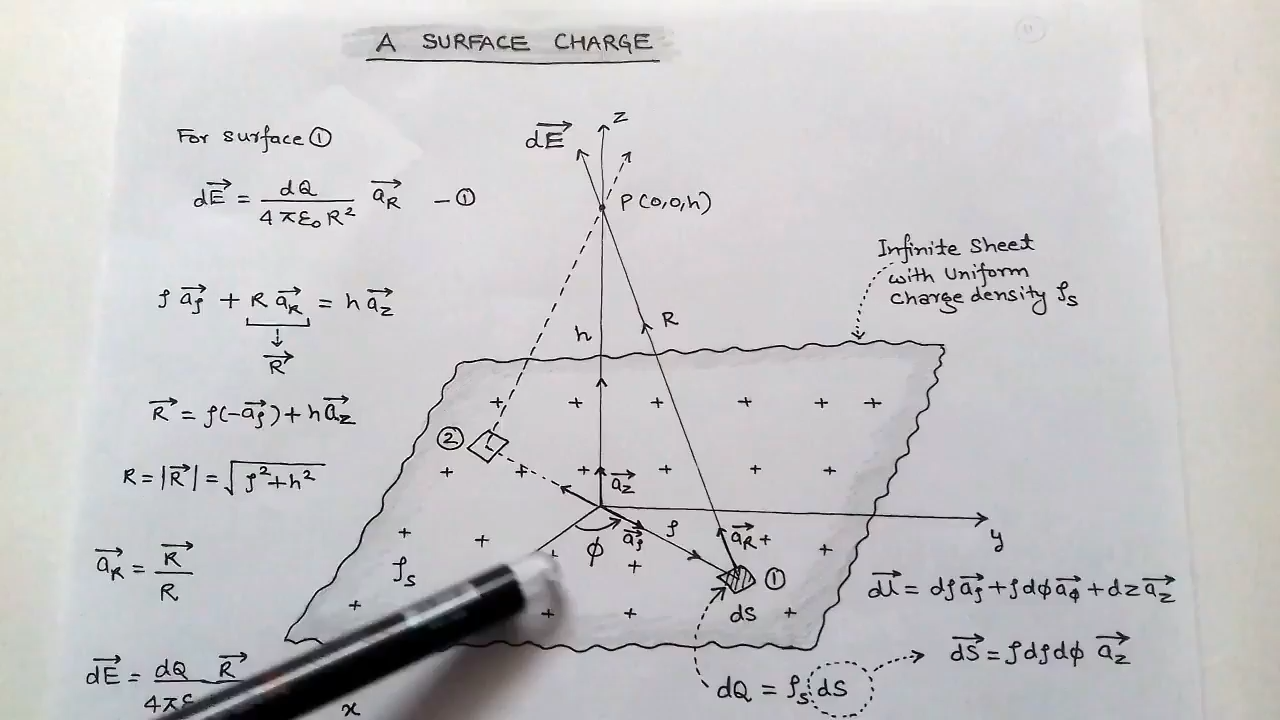 A SURFACE CHARGE
For surface ①
dE⃗ = dQ / 4πε₀R² a⃗_R – ①
ρ a⃗_ρ + R a⃗_R = h a⃗_z
R⃗
R⃗ = ρ(-a⃗_ρ) + h a⃗_z
R = |R⃗| = √(ρ²+h²)
a⃗_R = R⃗ / R
dE⃗ = dQ R⃗ / 4πε
dE⃗
z
P(0,0,h)
h
R
Infinite Sheet
with Uniform
charge density ρ_s
②
a⃗_z
y
ρ
a⃗_R
φ
a⃗_ρ
①
ρ_s
dS
x
dQ = ρ_s dS
dl⃗ = dρ a⃗_ρ + ρ dφ a⃗_φ + dz a⃗_z
dS⃗ = ρ dρ dφ a⃗_z